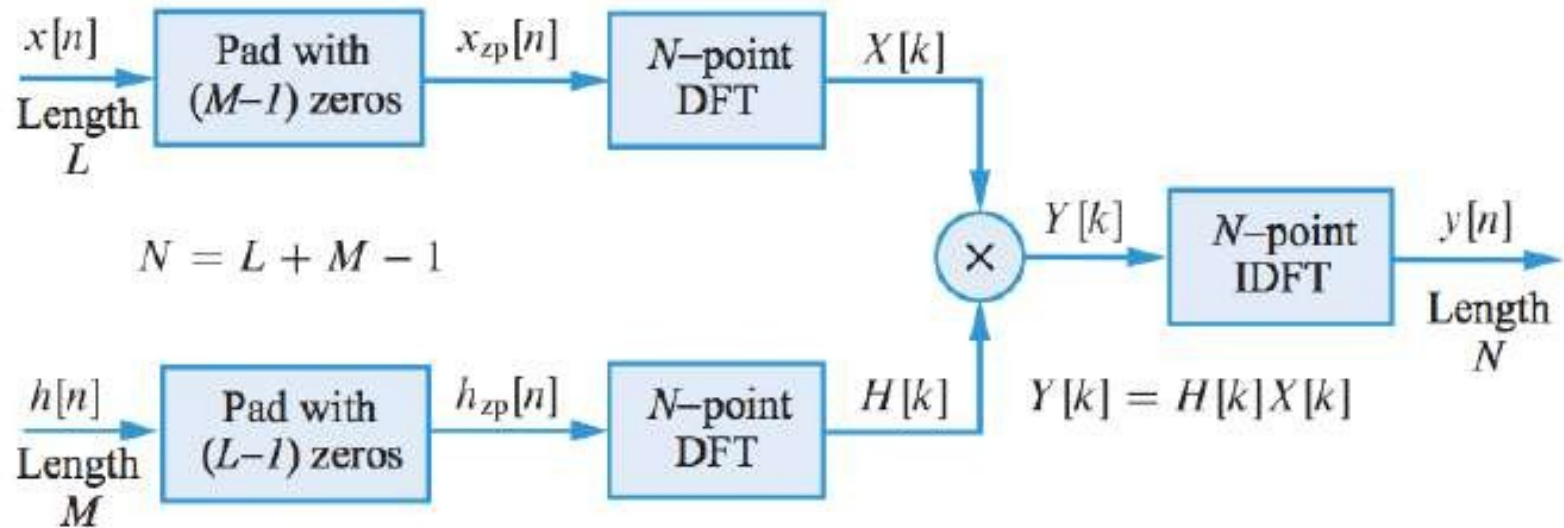 x[n]
Length
L
Pad with
(M–1) zeros
x_zp[n]
N–point
DFT
X[k]
N = L + M − 1
×
Y[k]
N–point
IDFT
y[n]
Length
N
h[n]
Length
M
Pad with
(L–1) zeros
h_zp[n]
N–point
DFT
H[k]
Y[k] = H[k]X[k]